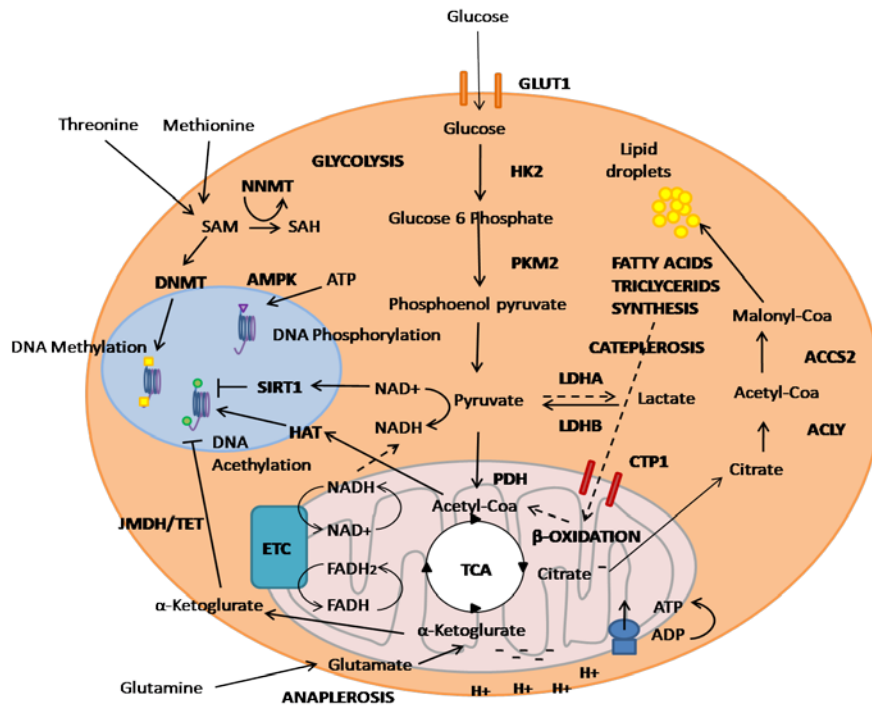 Glucose
GLUT1
Threonine
Methionine
Glucose
GLYCOLYSIS
Lipid
droplets
NNMT
HK2
SAM
SAH
Glucose 6 Phosphate
DNMT
AMPK
ATP
PKM2
FATTY ACIDS
TRICLYCERIDS
SYNTHESIS
Phosphoenol pyruvate
Malonyl-Coa
DNA Phosphorylation
DNA Methylation
CATEPLEROSIS
ACCS2
SIRT1
NAD+
Pyruvate
LDHA
Lactate
Acetyl-Coa
HAT
NADH
LDHB
ACLY
DNA
Acethylation
CTP1
Citrate
PDH
NADH
Acetyl-Coa
JMDH/TET
NAD+
β-OXIDATION
ETC
FADH2
TCA
Citrate
-
FADH
ATP
α-Ketoglurate
α-Ketoglurate
ADP
- - - - -
Glutamate
H+
Glutamine
ANAPLEROSIS
H+ H+ H+